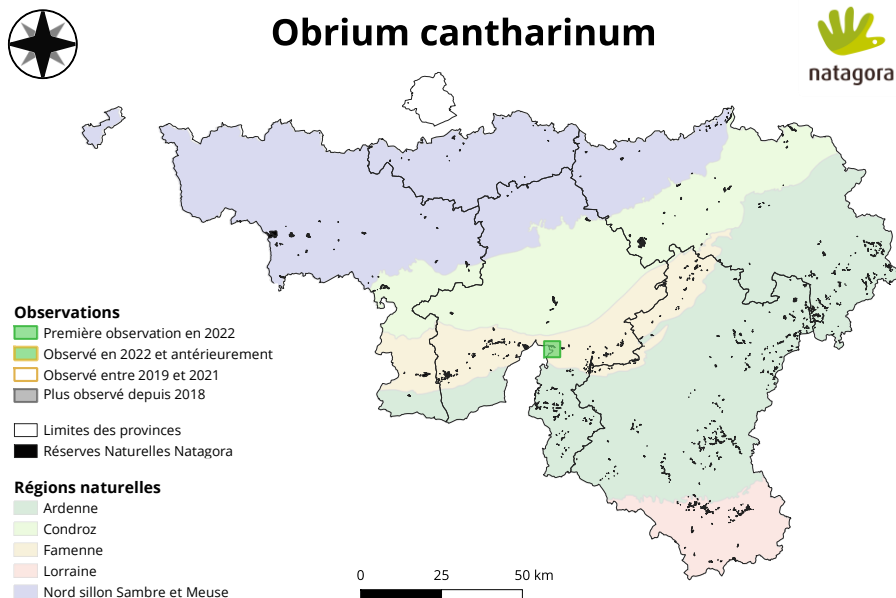 Obrium cantharinum
natagora
Observations
Première observation en 2022
Observé en 2022 et antérieurement
Observé entre 2019 et 2021
Plus observé depuis 2018
Limites des provinces
Réserves Naturelles Natagora
Régions naturelles
Ardenne
Condroz
Famenne
Lorraine
Nord sillon Sambre et Meuse
0 25 50 km